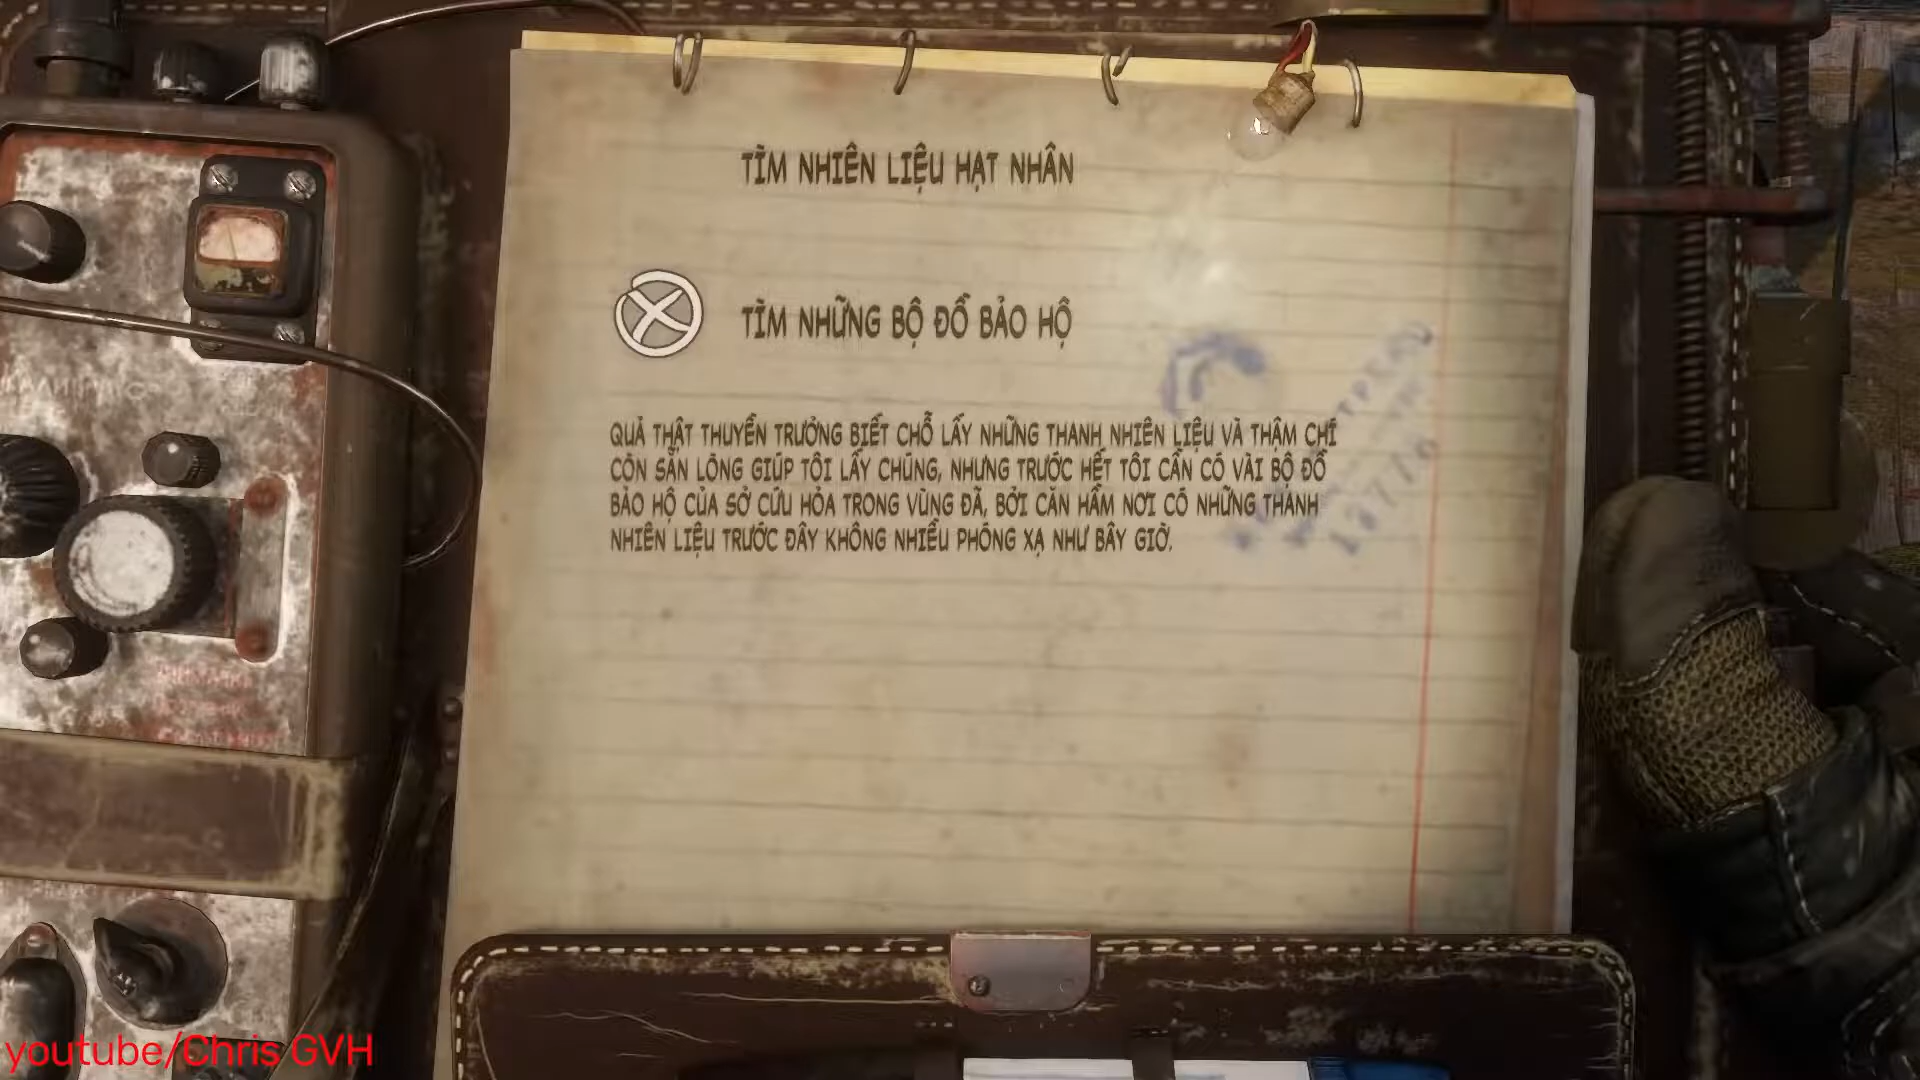 TÌM NHIÊN LIỆU HẠT NHÂN
TÌM NHỮNG BỘ ĐỒ BẢO HỘ
QUẢ THẬT THUYỀN TRƯỞNG BIẾT CHỖ LẤY NHỮNG THANH NHIÊN LIỆU VÀ THẬM CHÍ
CÒN SẴN LÒNG GIÚP TÔI LẤY CHÚNG, NHƯNG TRƯỚC HẾT TÔI CẦN CÓ VÀI BỘ ĐỒ
BẢO HỘ CỦA SỞ CỨU HỎA TRONG VÙNG ĐÃ, BỞI CĂN HẦM NƠI CÓ NHỮNG THANH
NHIÊN LIỆU TRƯỚC ĐÂY KHÔNG NHIỀU PHÓNG XẠ NHƯ BÂY GIỜ.
youtube/Chris GVH